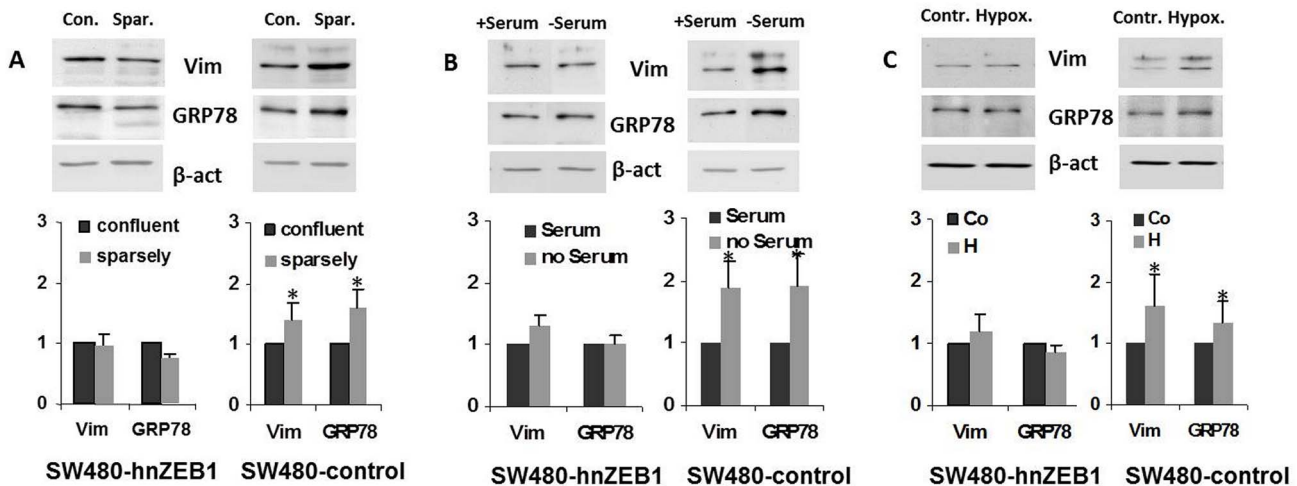 A
Con. Spar.
Vim
GRP78
β-act
3
2
1
0
confluent
sparsely
Vim GRP78
SW480-hnZEB1
3
2
1
0
confluent
sparsely
*
*
Vim GRP78
SW480-control
B
+Serum -Serum
+Serum -Serum
Vim
GRP78
β-act
3
2
1
0
Serum
no Serum
Vim GRP78
SW480-hnZEB1
3
2
1
0
Serum
no Serum
*
*
Vim GRP78
SW480-control
C
Contr. Hypox.
Contr. Hypox.
Vim
GRP78
β-act
3
2
1
0
Co
H
Vim GRP78
SW480-hnZEB1
3
2
1
0
Co
H
*
*
Vim GRP78
SW480-control
Con. Spar.